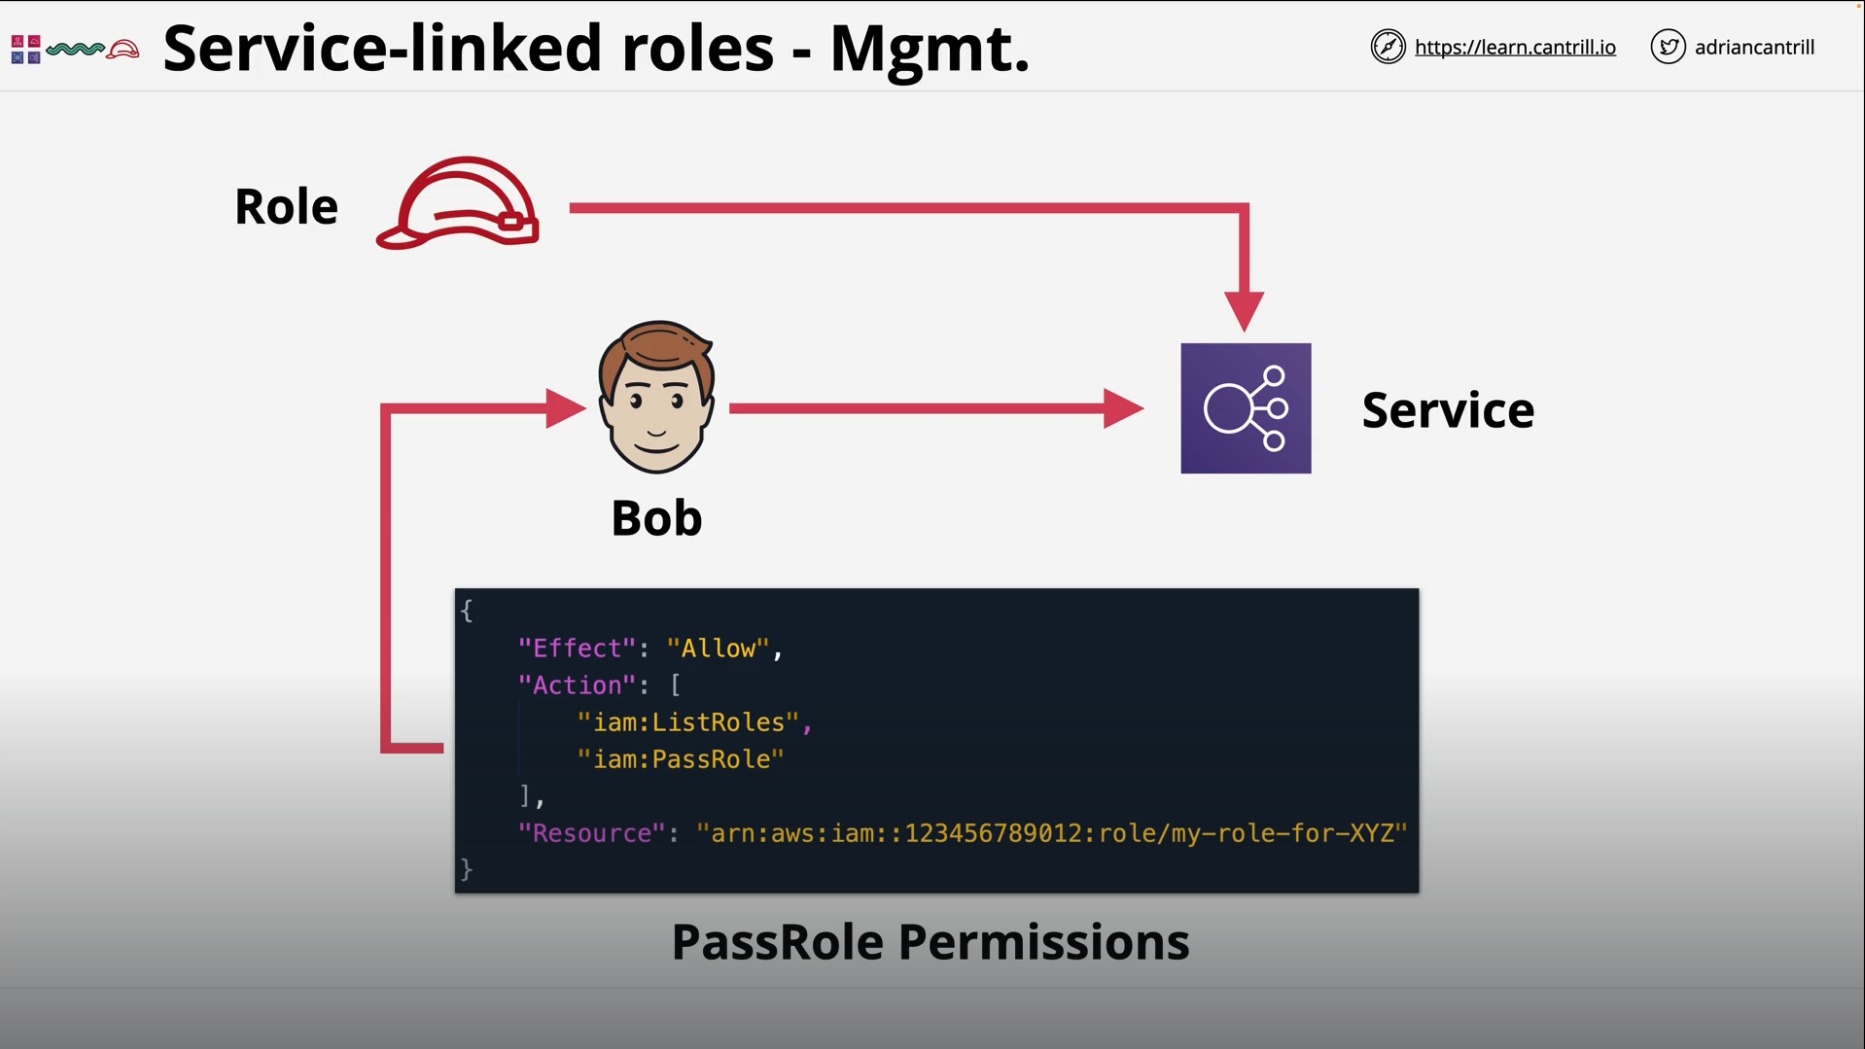 Service-linked roles - Mgmt.
https://learn.cantrill.io
adriancantrill
Role
Service
Bob
{
"Effect": "Allow",
"Action": [
"iam:ListRoles",
"iam:PassRole"
],
"Resource": "arn:aws:iam::123456789012:role/my-role-for-XYZ"
}
PassRole Permissions